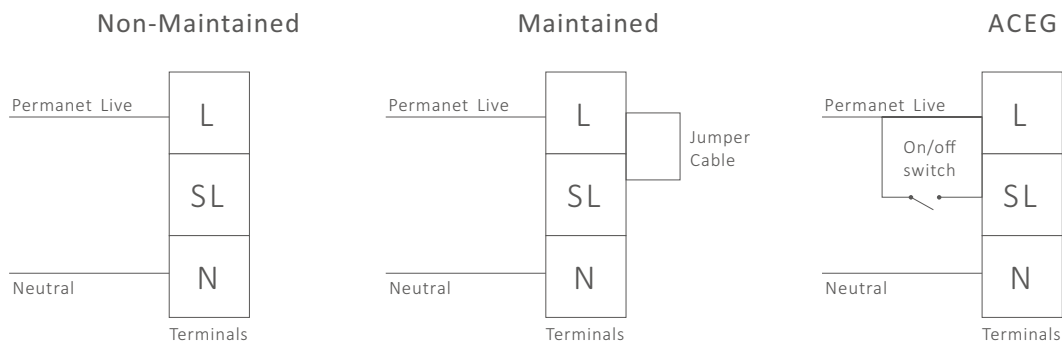 Non-Maintained
Permanet Live
L
SL
N
Neutral
Terminals
Maintained
Permanet Live
L
Jumper
Cable
SL
N
Neutral
Terminals
ACEG
Permanet Live
L
On/off
switch
SL
N
Neutral
Terminals